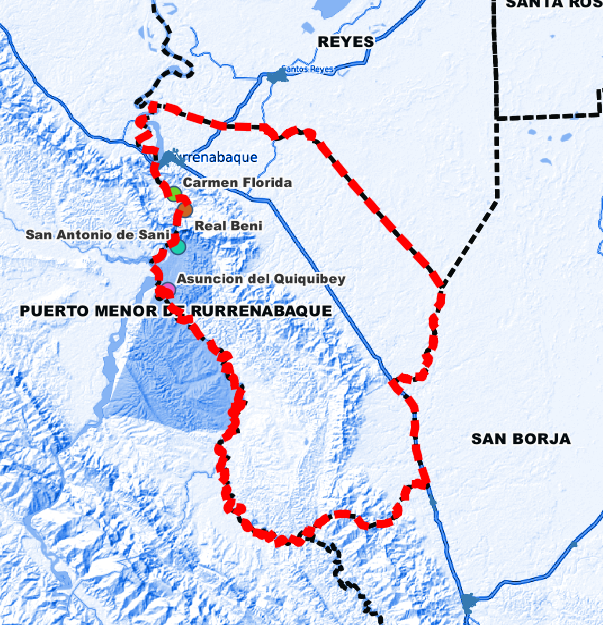 SANTA ROS
REYES
Santos Reyes
urrenabaque
Carmen Florida
Real Beni
San Antonio de Sani
Asuncion del Quiquibey
PUERTO MENOR DE RURRENABAQUE
SAN BORJA